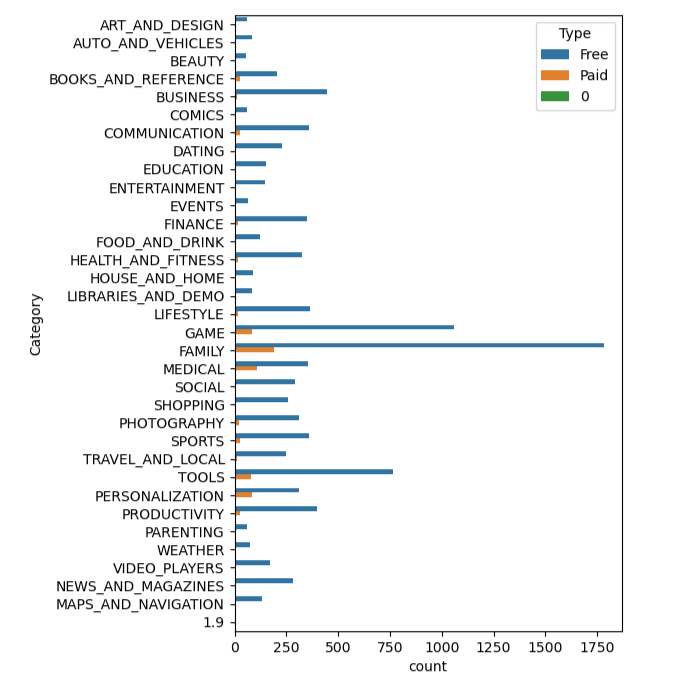 ART_AND_DESIGN
AUTO_AND_VEHICLES
BEAUTY
BOOKS_AND_REFERENCE
BUSINESS
COMICS
COMMUNICATION
DATING
EDUCATION
ENTERTAINMENT
EVENTS
FINANCE
FOOD_AND_DRINK
HEALTH_AND_FITNESS
HOUSE_AND_HOME
LIBRARIES_AND_DEMO
LIFESTYLE
GAME
FAMILY
MEDICAL
SOCIAL
SHOPPING
PHOTOGRAPHY
SPORTS
TRAVEL_AND_LOCAL
TOOLS
PERSONALIZATION
PRODUCTIVITY
PARENTING
WEATHER
VIDEO_PLAYERS
NEWS_AND_MAGAZINES
MAPS_AND_NAVIGATION
1.9
Category
0 250 500 750 1000 1250 1500 1750
count
Type
Free
Paid
0